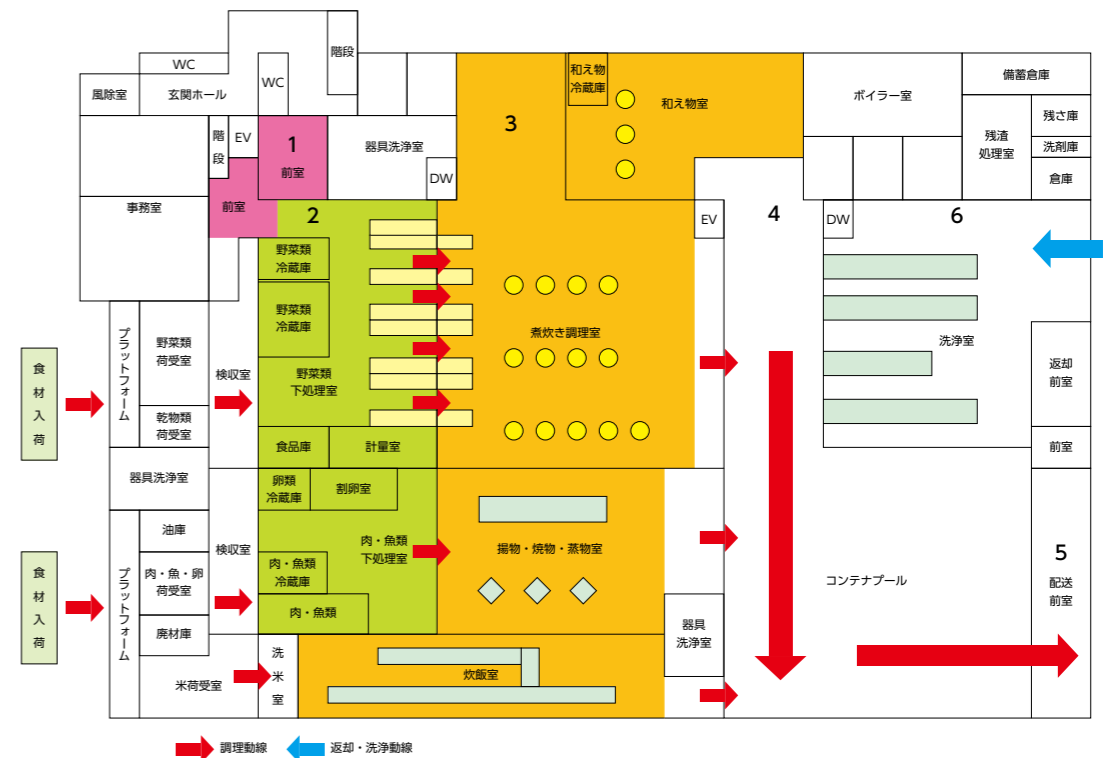 階段
WC
WC
風除室
玄関ホール
和え物
冷蔵庫
和え物室
ボイラー室
備蓄倉庫
残渣
処理室
残さ庫
洗剤庫
倉庫
階
段
EV
1
前室
前室
器具洗浄室
DW
3
事務室
2
EV
4
DW
6
野菜類
冷蔵庫
野菜類
冷蔵庫
野菜類
下処理室
煮炊き調理室
洗浄室
返却
前室
前室
食
材
入
荷
プラットフォーム
野菜類
荷受室
乾物類
荷受室
検収室
食品庫
計量室
器具洗浄室
卵類
冷蔵庫
割卵室
肉・魚類
下処理室
肉・魚類
冷蔵庫
肉・魚類
揚物・焼物・蒸物室
コンテナプール
5
配送
前室
食
材
入
荷
プラットフォーム
油庫
肉・魚・卵
荷受室
廃材庫
検収室
器具
洗浄室
米荷受室
洗
米
室
炊飯室
調理動線
返却・洗浄動線